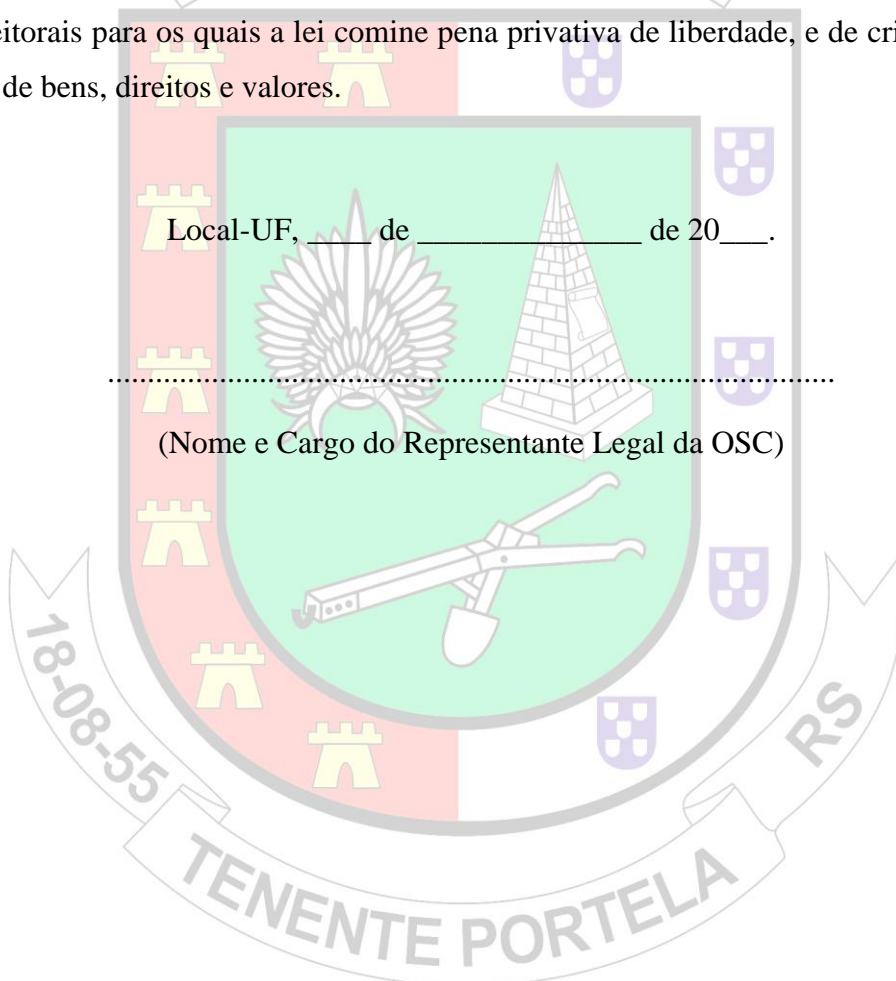 eitorais para os quais a lei comine pena privativa de liberdade, e de cri
de bens, direitos e valores.
Local-UF, ____ de ______________ de 20___.
...........................................................................................
(Nome e Cargo do Representante Legal da OSC)
18-08-55
TENENTE PORTELA
RS